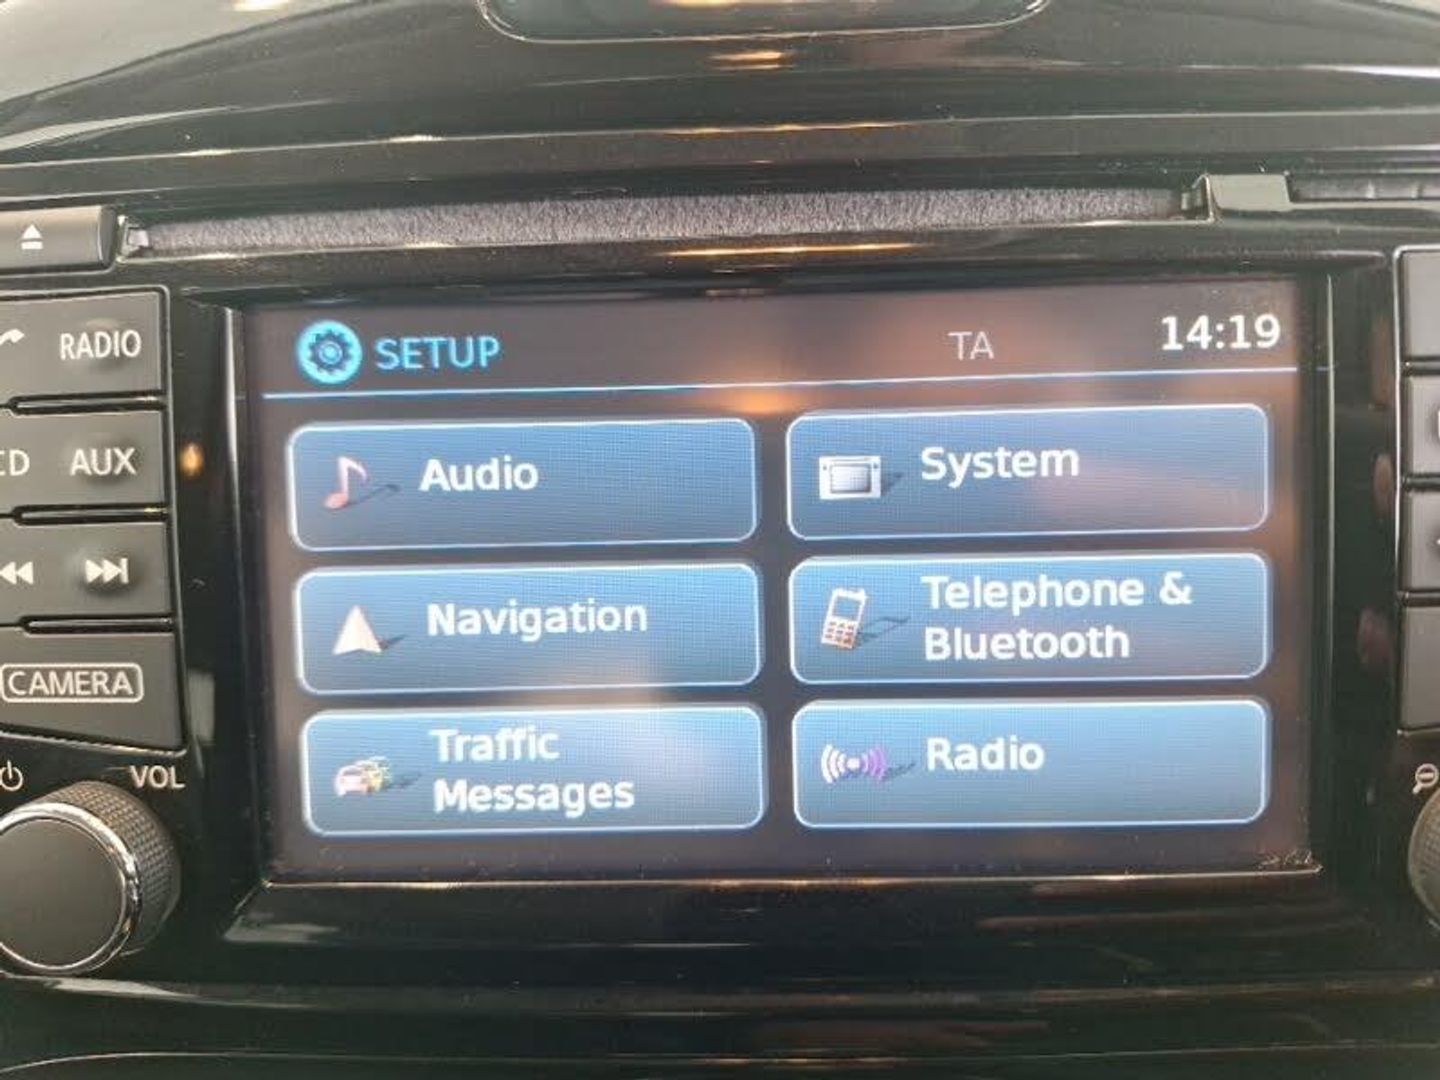 SETUP
TA
14:19
RADIO
AUX
CAMERA
VOL
Audio
System
Navigation
Telephone &
Bluetooth
Traffic
Messages
Radio